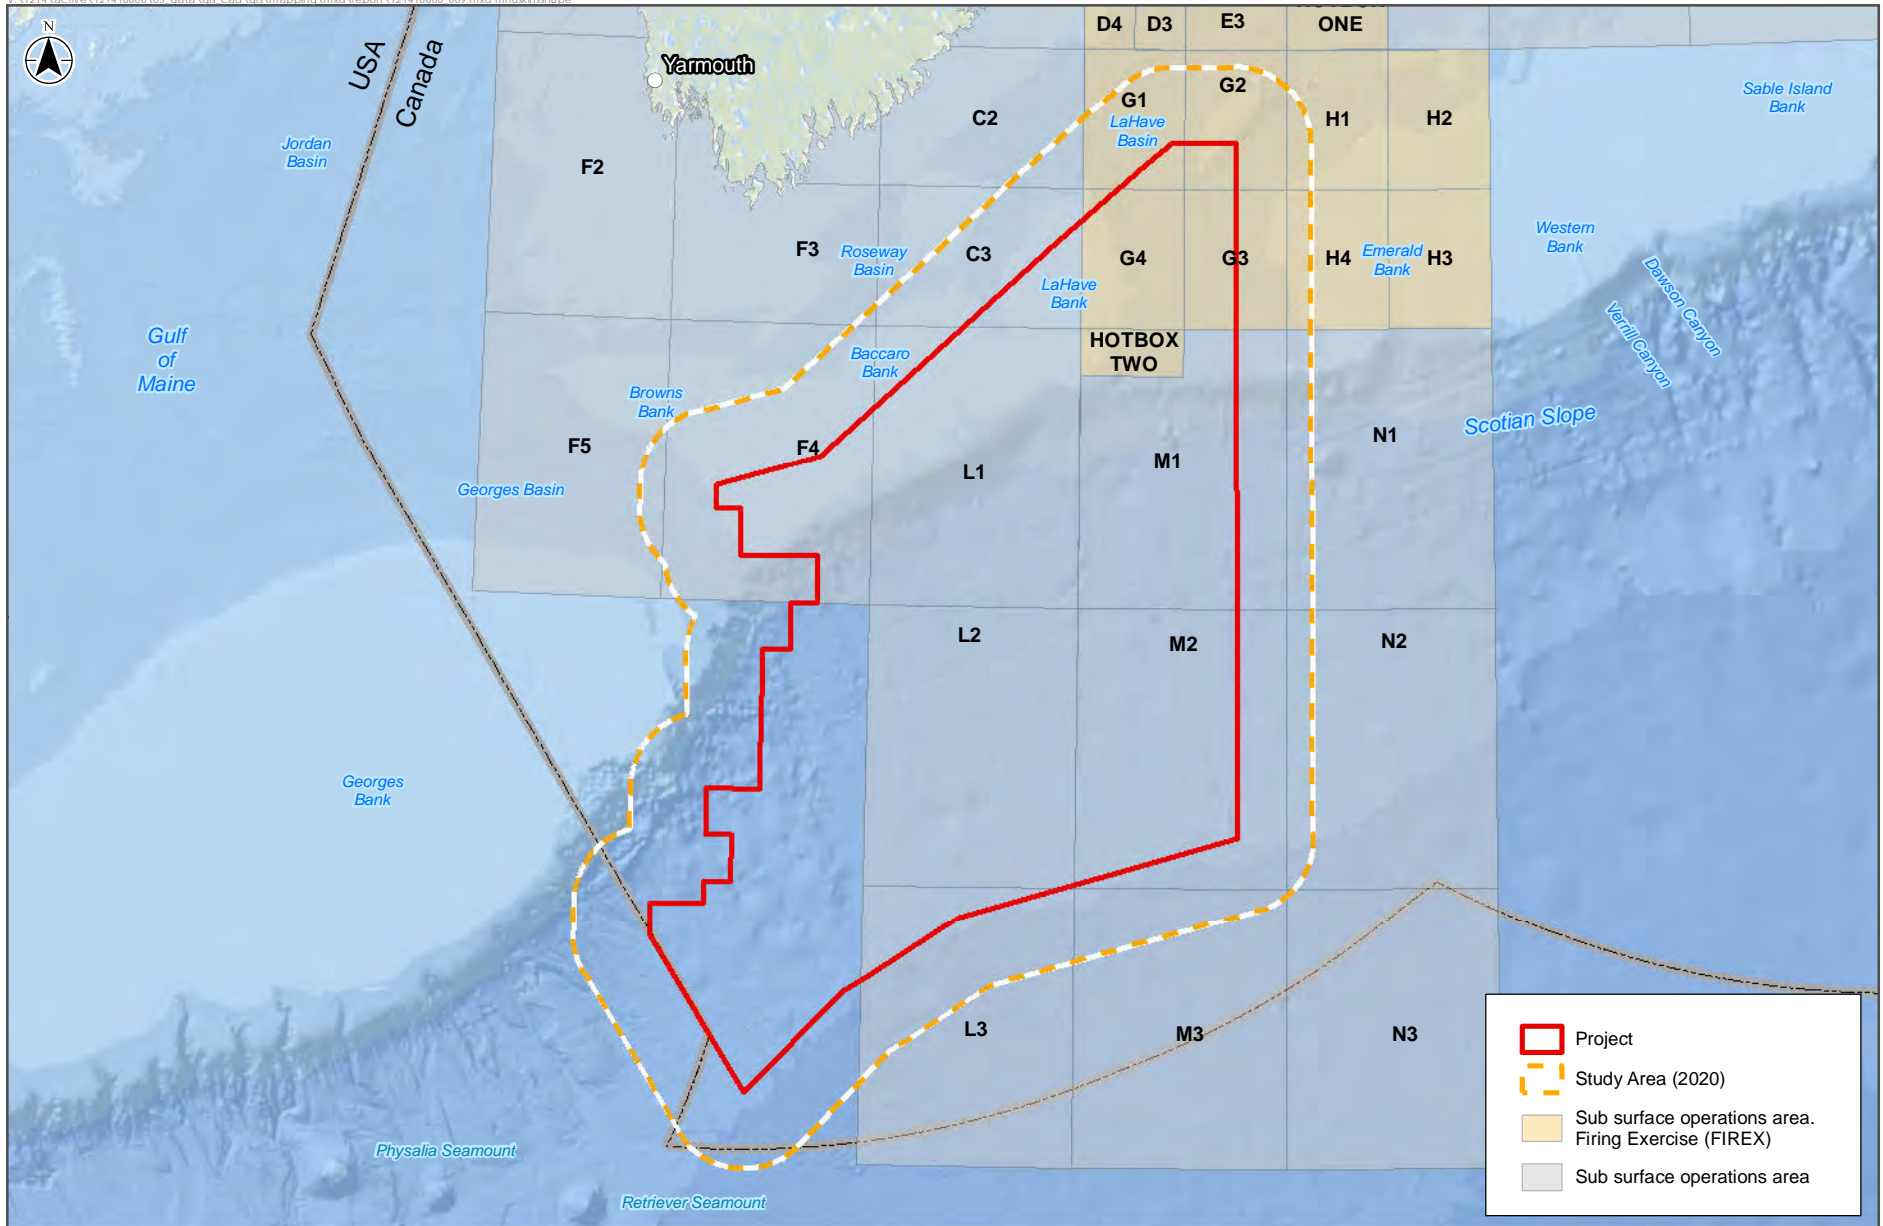 N
USA
Canada
Yarmouth
D4
D3
E3
ONE
G1
G2
LaHave
Basin
C2
H1
H2
Sable Island
Bank
Jordan
Basin
F2
F3
Roseway
Basin
C3
LaHave
Bank
G4
G3
H4
Emerald
Bank
H3
Western
Bank
Dawson Canyon
Verrill Canyon
Gulf
of
Maine
HOTBOX
TWO
Baccaro
Bank
Browns
Bank
F5
F4
Georges Basin
L1
M1
N1
Scotian Slope
L2
M2
N2
Georges
Bank
L3
M3
N3
Physalia Seamount
Retriever Seamount
Project
Study Area (2020)
Sub surface operations area.
Firing Exercise (FIREX)
Sub surface operations area